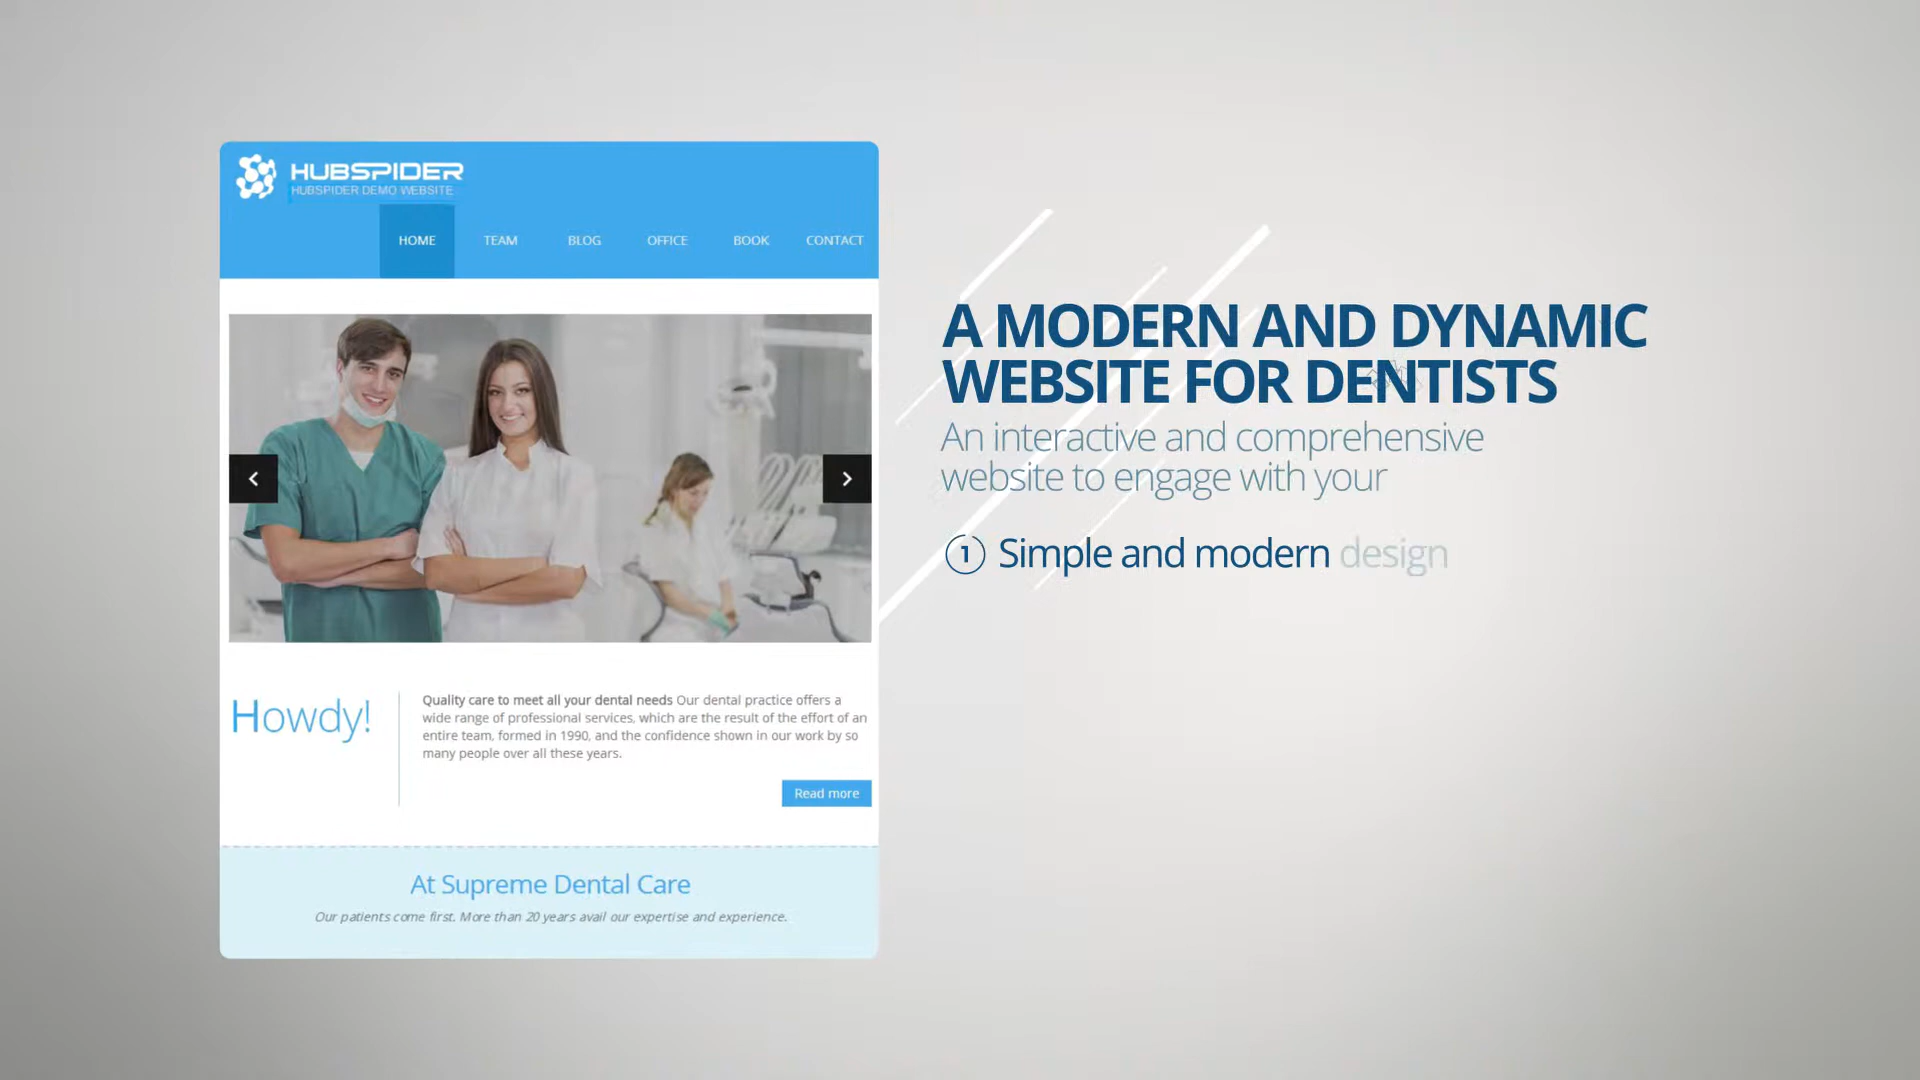 HUBSPIDER
HUBSPIDER DEMO WEBSITE
HOME TEAM BLOG OFFICE BOOK CONTACT
A MODERN AND DYNAMIC
WEBSITE FOR DENTISTS
An interactive and comprehensive
website to engage with your
1 Simple and modern design
Howdy!
Quality care to meet all your dental needs Our dental practice offers a
wide range of professional services, which are the result of the effort of an
entire team, formed in 1990, and the confidence shown in our work by so
many people over all these years.
Read more
At Supreme Dental Care
Our patients come first. More than 20 years avail our expertise and experience.